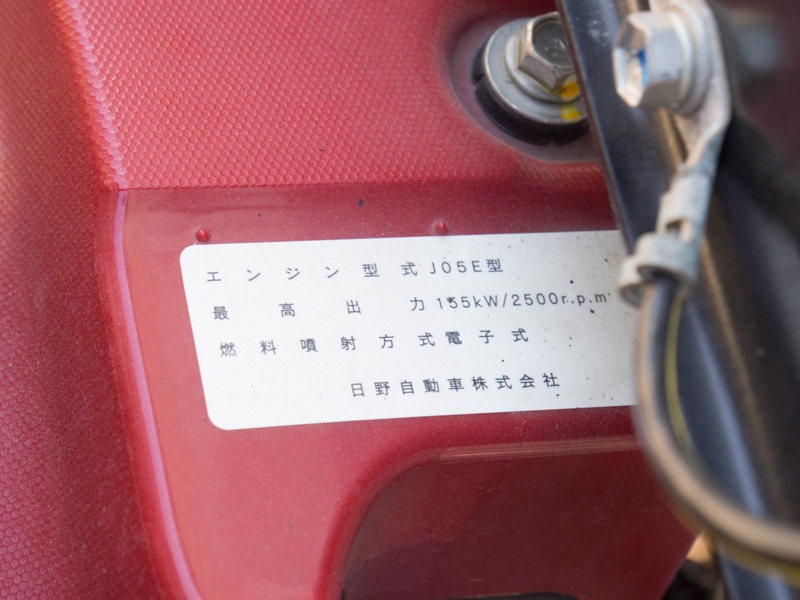 エンジン型式J05E型
最高出力155kW/2500r.p.m
燃料噴射方式電子式
日野自動車株式会社